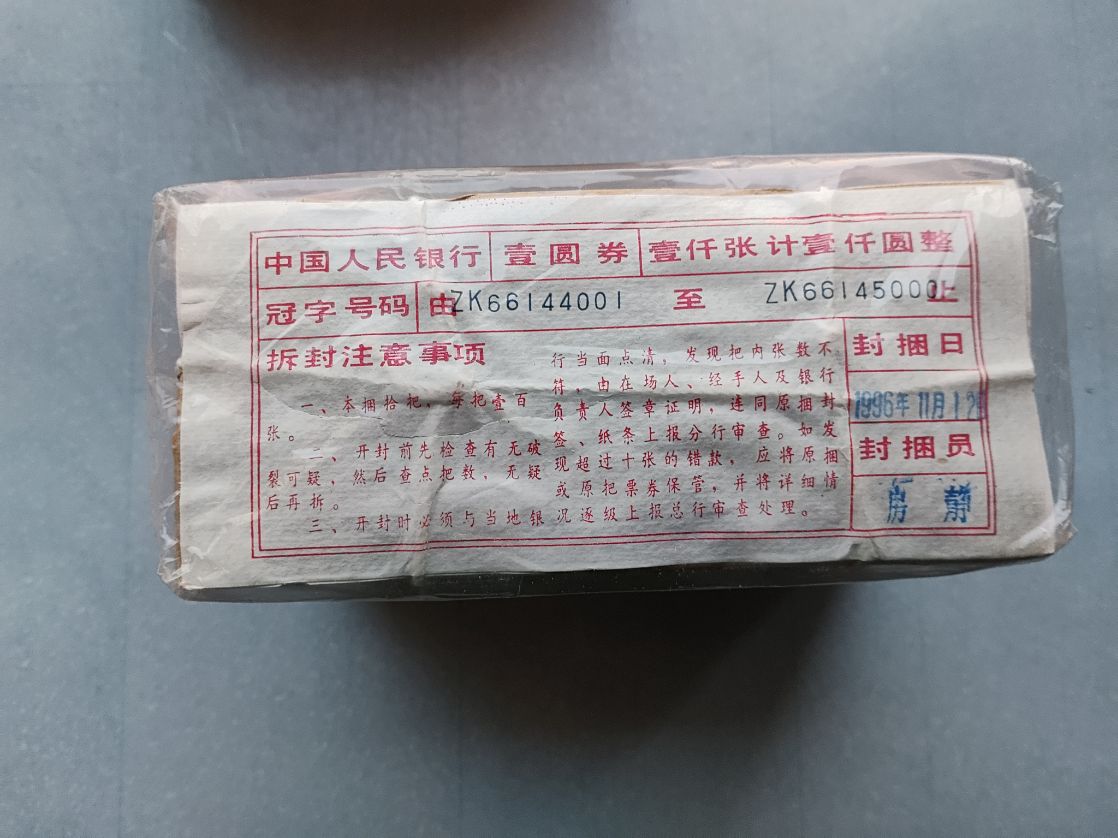 中国人民银行 壹圆券 壹仟张计壹仟圆整
冠字号码 由ZK66144001 至 ZK66145000止
拆封注意事项
一、本捆拾把，每把壹百
张。
二、开封前先检查有无破
裂可疑，然后查点把数，无疑
后再拆。
三、开封时必须与当地银
行当面点清，发现把内张数不
符，由在场人、经手人及银行
负责人签章证明，连同原捆封
签、纸条上报分行审查。如发
现超过十张的错款，应将原捆
或原把票券保管，并将详细情
况逐级上报总行审查处理。
封捆日
1996年11月1
封捆员
房 静